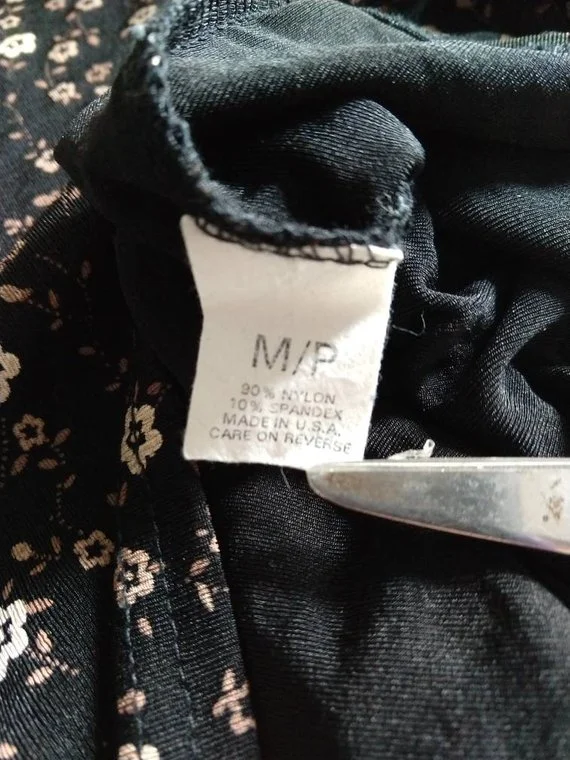 M/P
90% NYLON
10% SPANDEX
MADE IN U.S.A.
CARE ON REVERSE